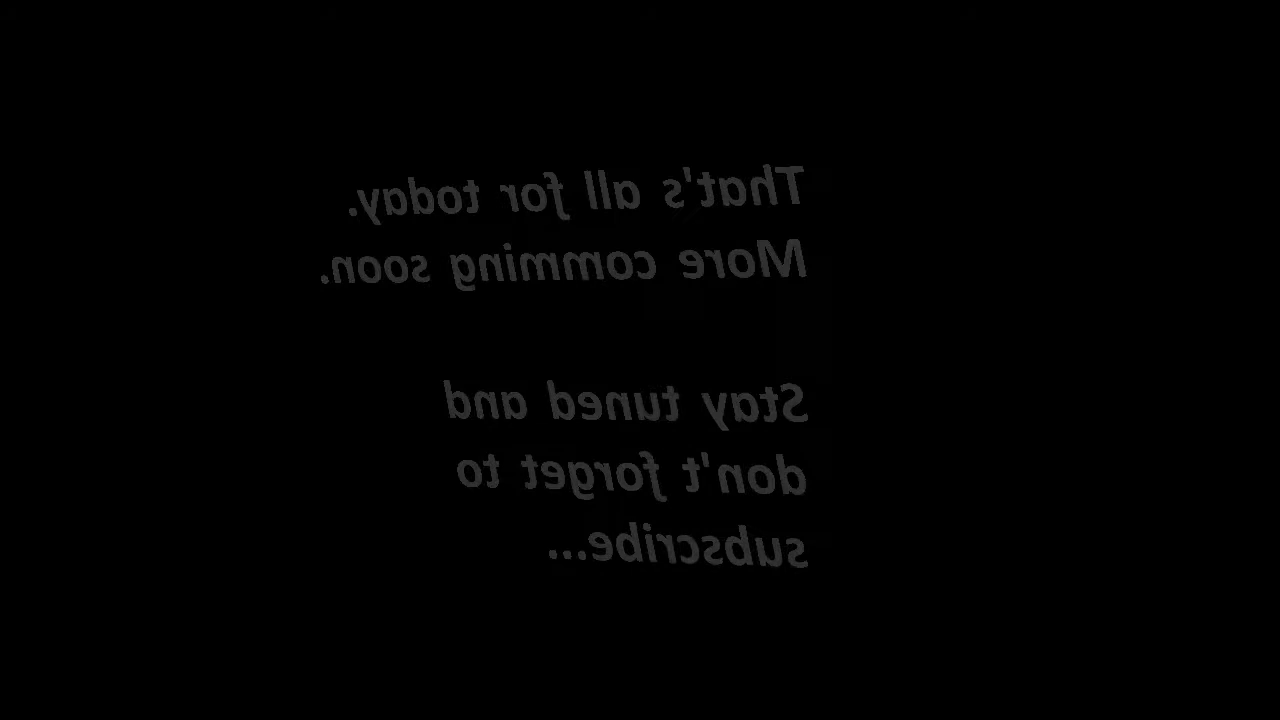 That's all for today.
More comming soon.
Stay tuned and
don't forget to
subscribe...